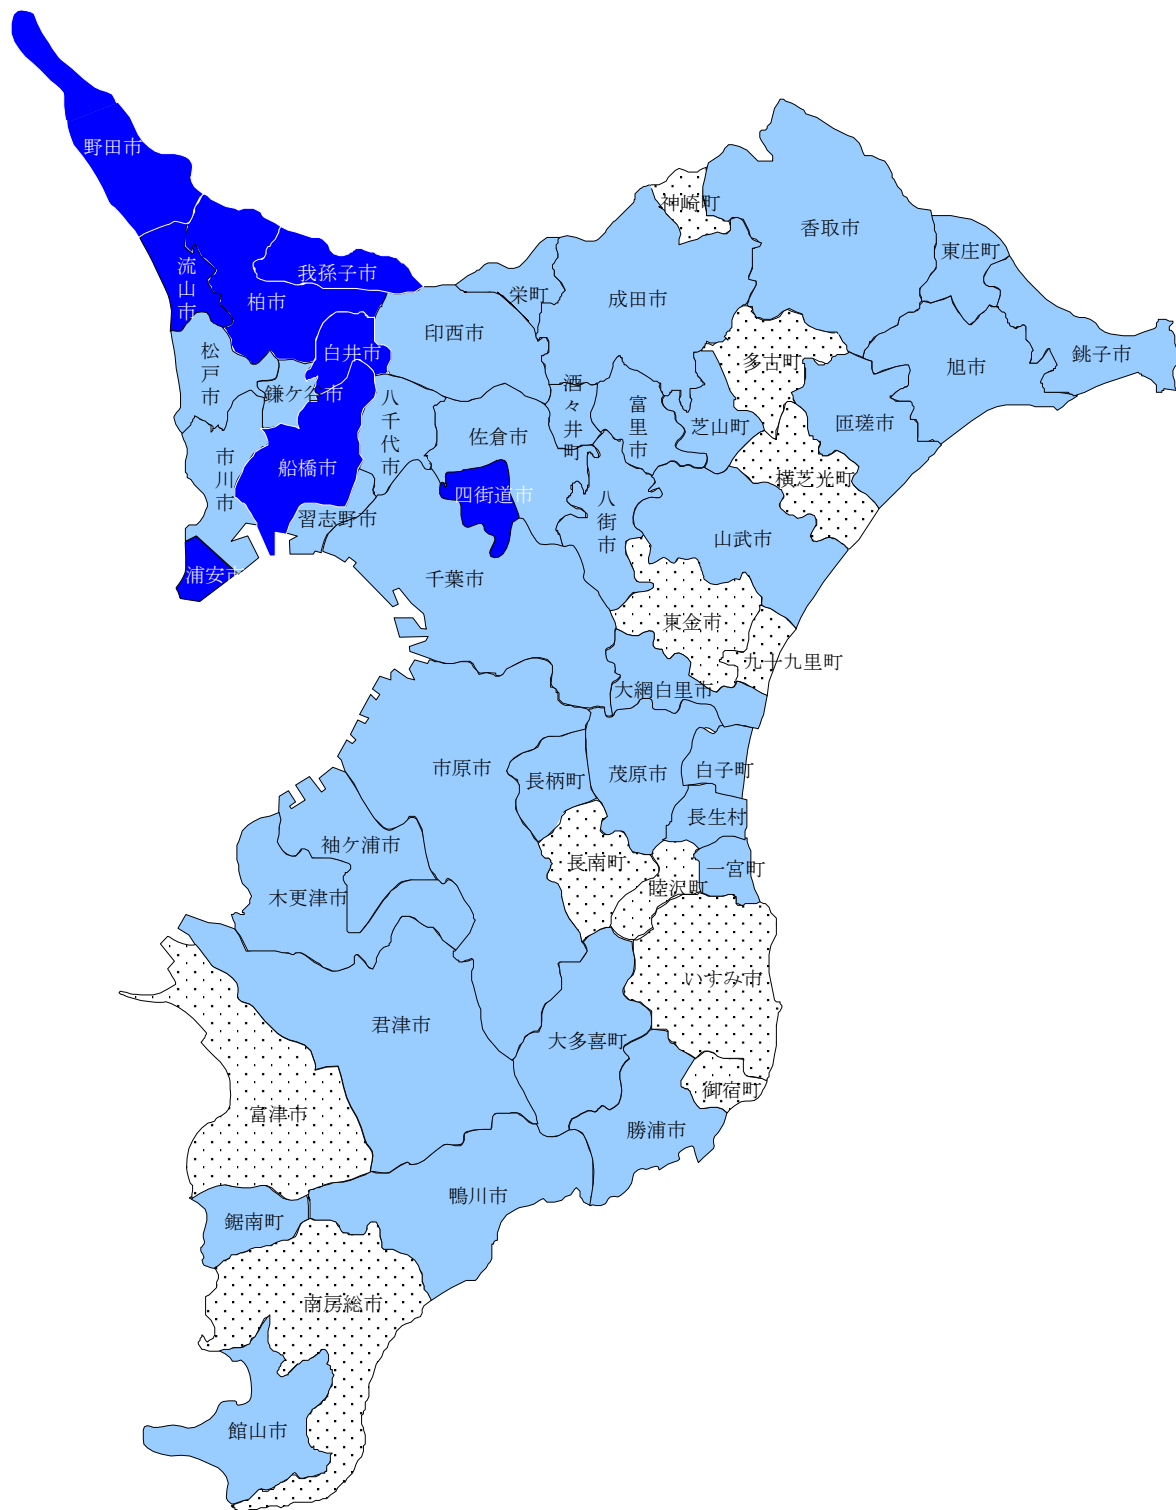 野田市
流山市
柏市
我孫子市
白井市
松戸市
鎌ケ谷市
市川市
船橋市
浦安市
習志野市
八千代市
印西市
栄町
成田市
神崎町
香取市
東庄町
銚子市
旭市
多古町
匝瑳市
横芝光町
芝山町
富里市
酒々井町
佐倉市
四街道市
八街市
山武市
千葉市
東金市
九十九里町
大網白里市
市原市
長柄町
茂原市
白子町
長生村
一宮町
袖ケ浦市
木更津市
長南町
睦沢町
いすみ市
君津市
大多喜町
御宿町
富津市
勝浦市
鴨川市
鋸南町
南房総市
館山市